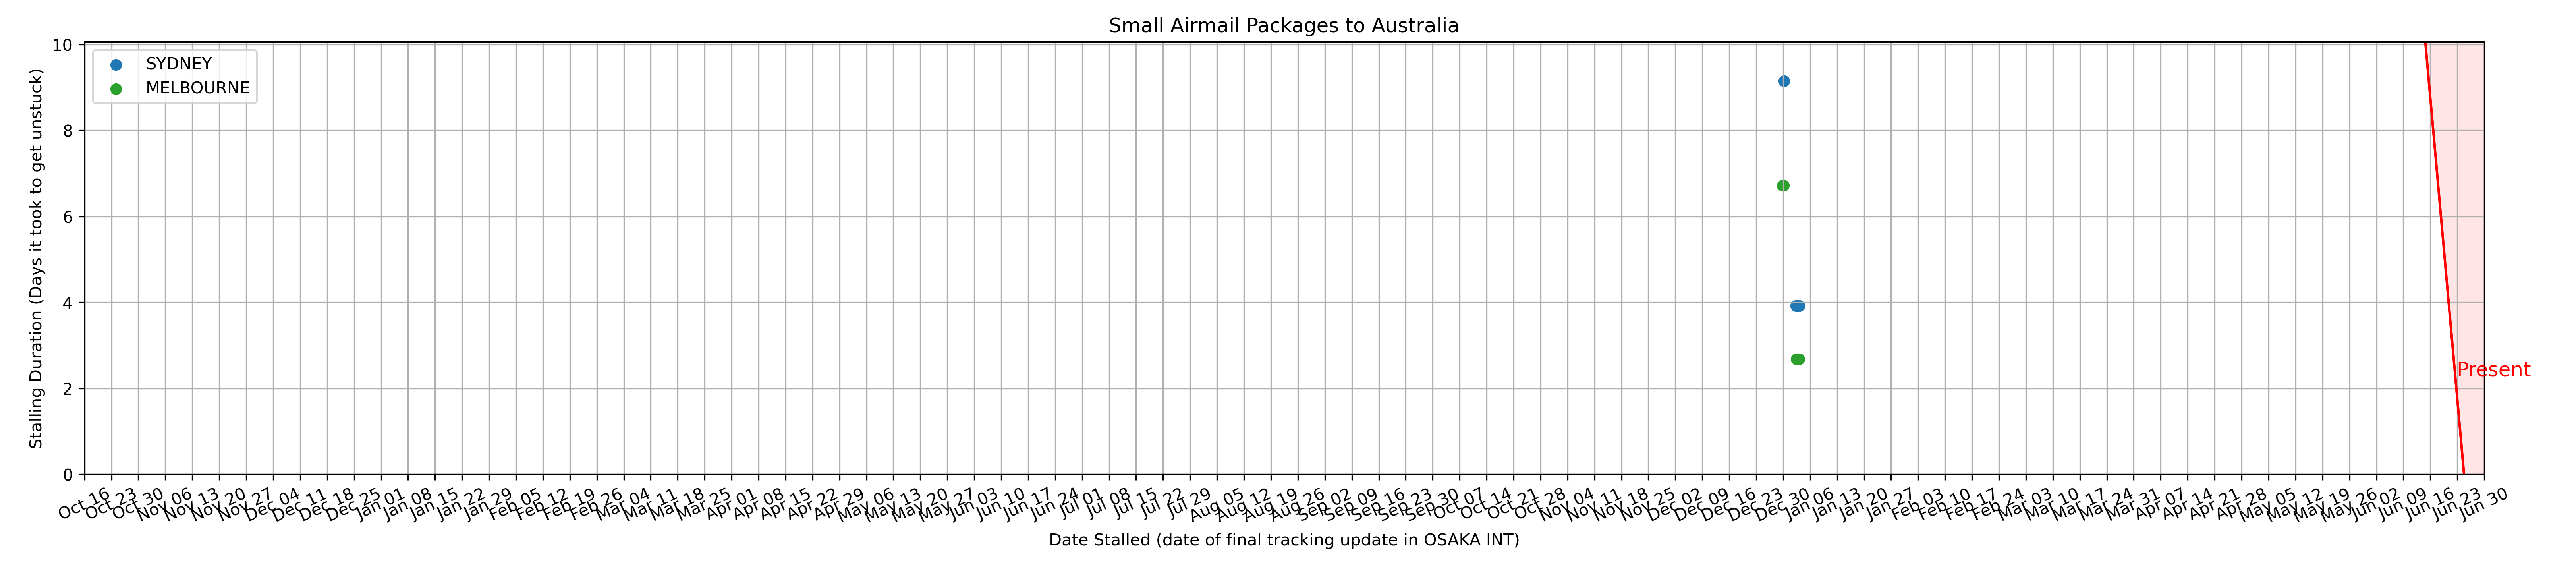 Small Airmail Packages to Australia
SYDNEY
MELBOURNE
Stalling Duration (Days it took to get unstuck)
10
8
6
4
2
0
Present
Oct 16
Oct 23
Oct 30
Nov 06
Nov 13
Nov 20
Nov 27
Dec 04
Dec 11
Dec 18
Dec 25
Jan 01
Jan 08
Jan 15
Jan 22
Jan 29
Feb 05
Feb 12
Feb 19
Feb 26
Mar 04
Mar 11
Mar 18
Mar 25
Apr 01
Apr 08
Apr 15
Apr 22
Apr 29
May 06
May 13
May 20
May 27
Jun 03
Jun 10
Jun 17
Jun 24
Jul 01
Jul 08
Jul 15
Jul 22
Jul 29
Aug 05
Aug 12
Aug 19
Aug 26
Sep 02
Sep 09
Sep 16
Sep 23
Sep 30
Oct 07
Oct 14
Oct 21
Oct 28
Nov 04
Nov 11
Nov 18
Nov 25
Dec 02
Dec 09
Dec 16
Dec 23
Dec 30
Jan 06
Jan 13
Jan 20
Jan 27
Feb 03
Feb 10
Feb 17
Feb 24
Mar 03
Mar 10
Mar 17
Mar 24
Mar 31
Apr 07
Apr 14
Apr 21
Apr 28
May 05
May 12
May 19
May 26
Jun 02
Jun 09
Jun 16
Jun 23
Jun 30
Date Stalled (date of final tracking update in OSAKA INT)